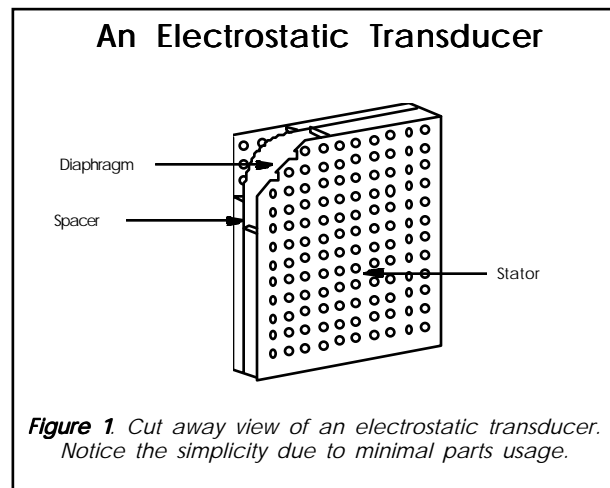 An Electrostatic Transducer
Diaphragm
Spacer
Stator
Figure 1. Cut away view of an electrostatic transducer.
Notice the simplicity due to minimal parts usage.